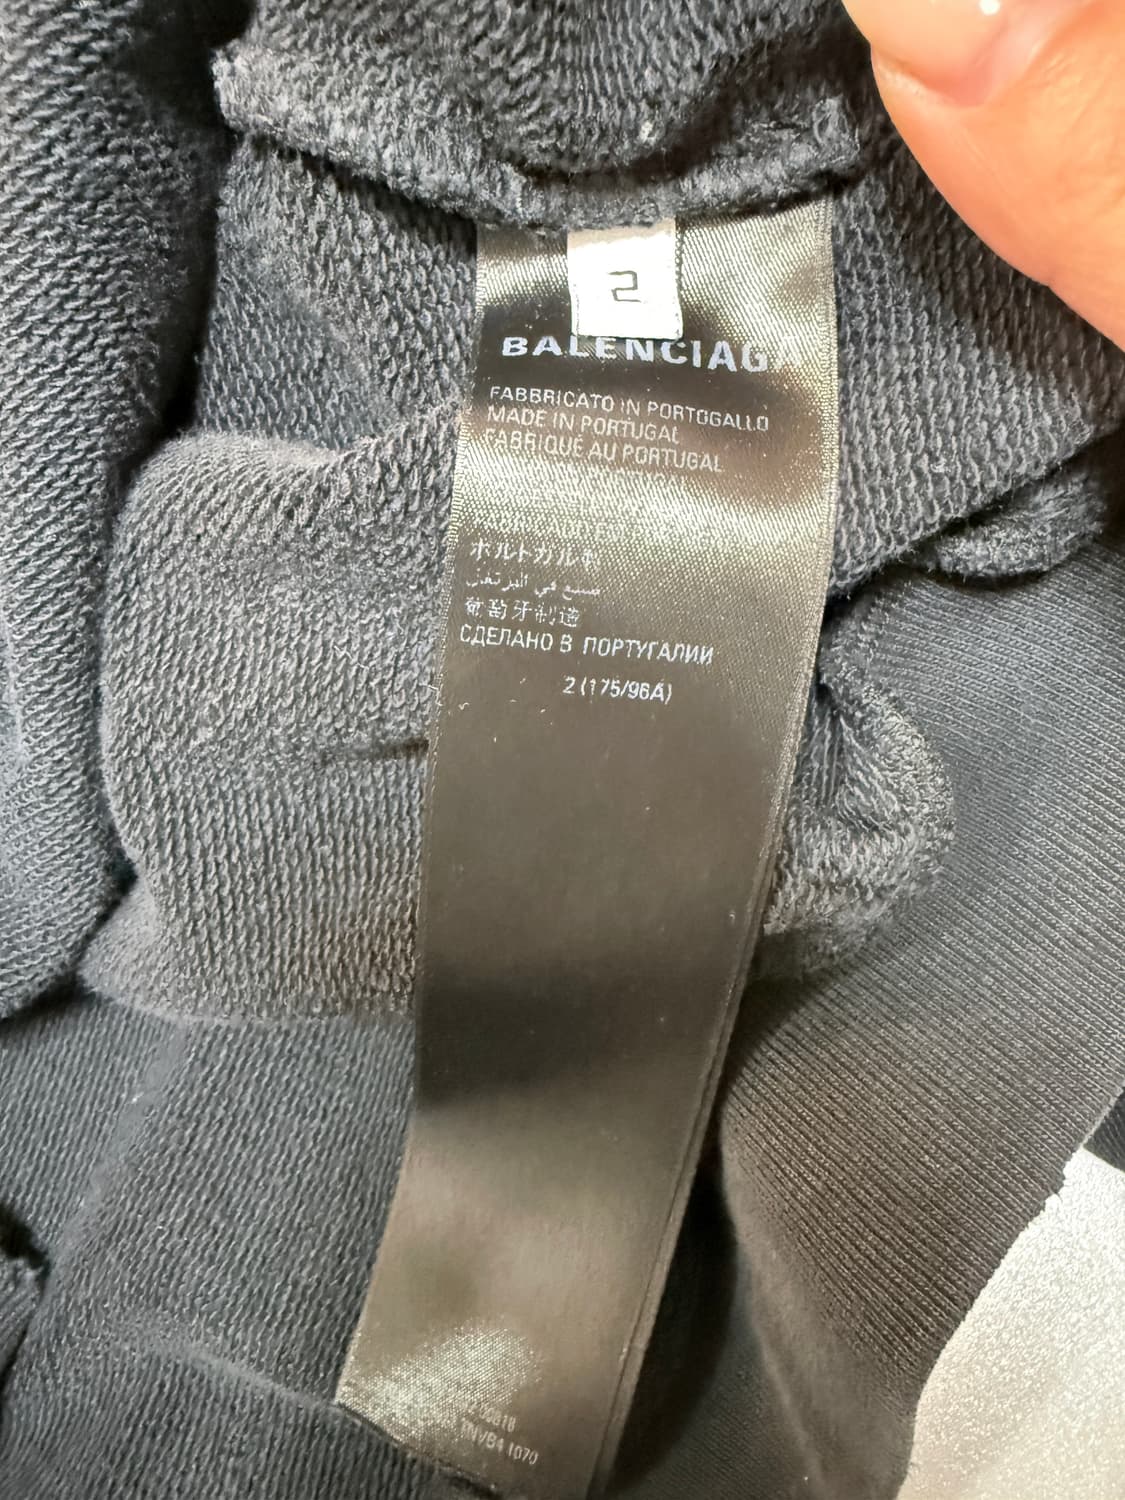 2
BALENCIAGA
FABBRICATO IN PORTOGALLO
MADE IN PORTUGAL
FABRIQUÉ AU PORTUGAL
ポルトガル製
صنع في البرتغال
葡萄牙制造
СДЕЛАНО В ПОРТУГАЛИИ
2 (175/96A)
1070